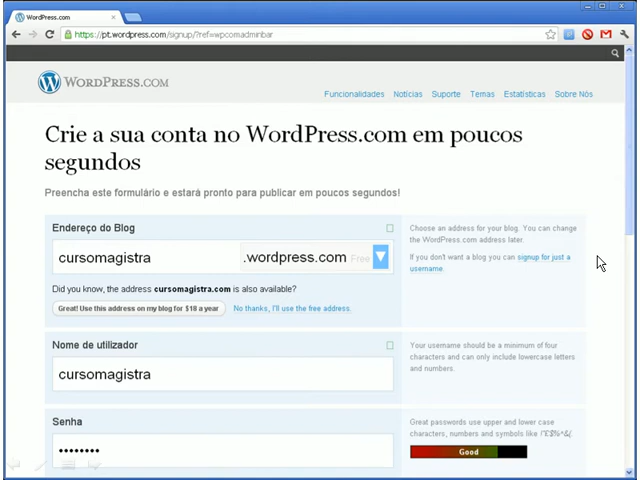 WordPress.com
https://pt.wordpress.com/signup/?ref=wpcomadminbar
WORDPRESS.COM
Funcionalidades Notícias Suporte Temas Estatísticas Sobre Nós
Crie a sua conta no WordPress.com em poucos
segundos
Preencha este formulário e estará pronto para publicar em poucos segundos!
Endereço do Blog
cursomagistra .wordpress.com Free
Choose an address for your blog. You can change
the WordPress.com address later.
If you don't want a blog you can signup for just a
username.
Did you know, the address cursomagistra.com is also available?
Great! Use this address on my blog for $18 a year No thanks, I'll use the free address.
Nome de utilizador
cursomagistra
Your username should be a minimum of four
characters and can only include lowercase letters
and numbers.
Senha
••••••••
Great passwords use upper and lower case
characters, numbers and symbols like !"£$%^&(.
Good